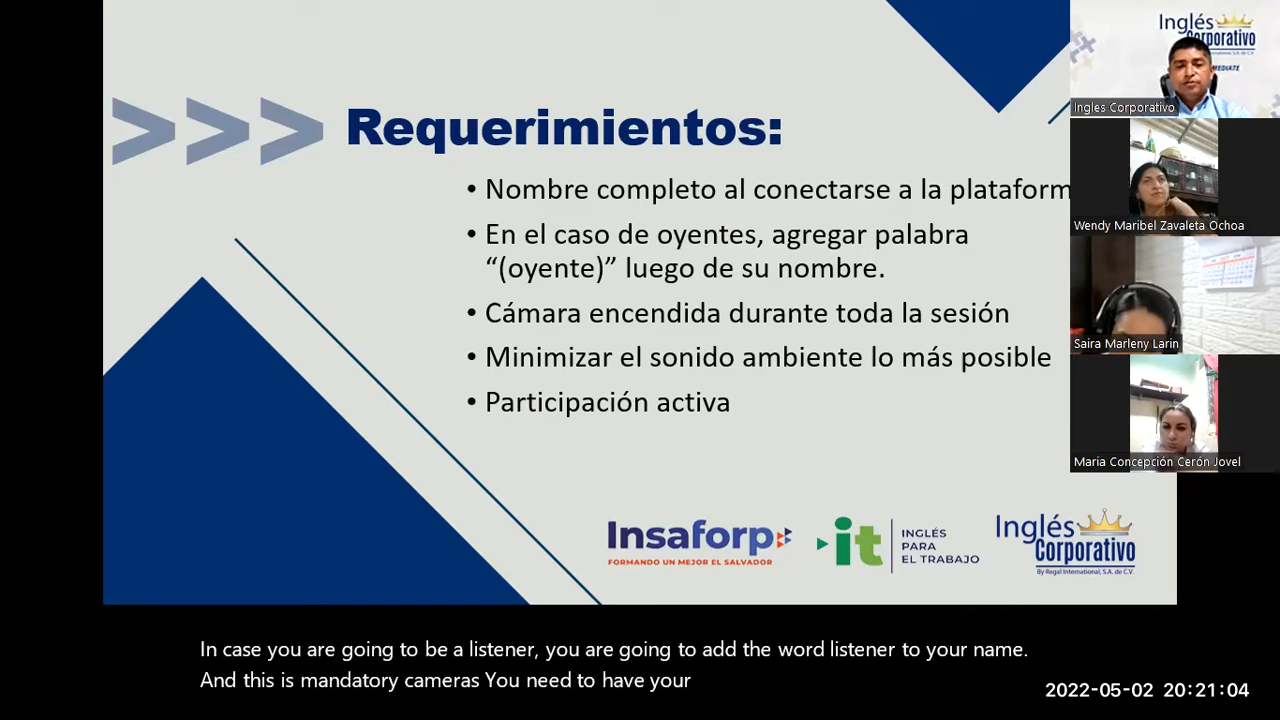 >>> Requerimientos:
• Nombre completo al conectarse a la plataform
• En el caso de oyentes, agregar palabra
“(oyente)” luego de su nombre.
• Cámara encendida durante toda la sesión
• Minimizar el sonido ambiente lo más posible
• Participación activa
Insaforp
FORMANDO UN MEJOR EL SALVADOR
it
INGLÉS
PARA
EL TRABAJO
Inglés
Corporativo
By Regal International, S.A. de C.V.
Inglés
Corporativo
Ingles Corporativo
Wendy Maribel Zavaleta Ochoa
Saira Marleny Larin
Maria Concepción Cerón Jovel
In case you are going to be a listener, you are going to add the word listener to your name.
And this is mandatory cameras You need to have your
2022-05-02 20:21:04